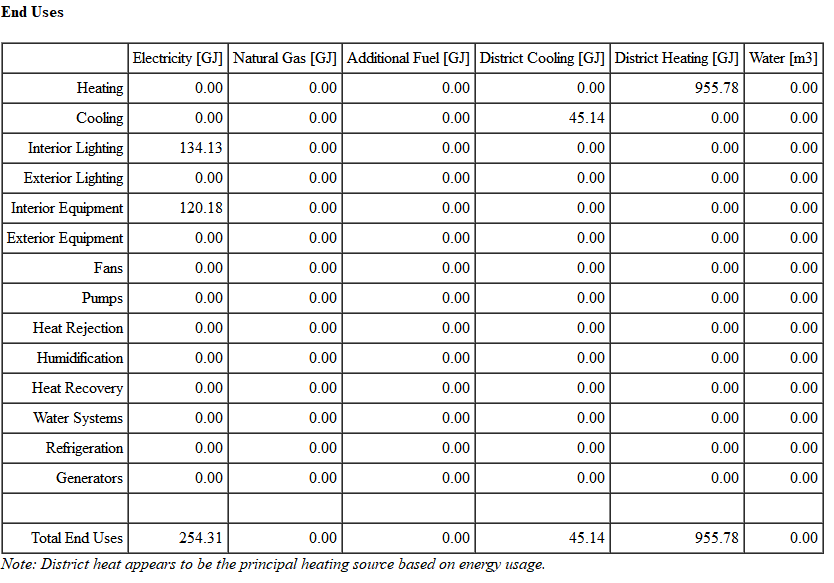 End Uses
Electricity [GJ] Natural Gas [GJ] Additional Fuel [GJ] District Cooling [GJ] District Heating [GJ] Water [m3]
Heating 0.00 0.00 0.00 0.00 955.78 0.00
Cooling 0.00 0.00 0.00 45.14 0.00 0.00
Interior Lighting 134.13 0.00 0.00 0.00 0.00 0.00
Exterior Lighting 0.00 0.00 0.00 0.00 0.00 0.00
Interior Equipment 120.18 0.00 0.00 0.00 0.00 0.00
Exterior Equipment 0.00 0.00 0.00 0.00 0.00 0.00
Fans 0.00 0.00 0.00 0.00 0.00 0.00
Pumps 0.00 0.00 0.00 0.00 0.00 0.00
Heat Rejection 0.00 0.00 0.00 0.00 0.00 0.00
Humidification 0.00 0.00 0.00 0.00 0.00 0.00
Heat Recovery 0.00 0.00 0.00 0.00 0.00 0.00
Water Systems 0.00 0.00 0.00 0.00 0.00 0.00
Refrigeration 0.00 0.00 0.00 0.00 0.00 0.00
Generators 0.00 0.00 0.00 0.00 0.00 0.00
Total End Uses 254.31 0.00 0.00 45.14 955.78 0.00
Note: District heat appears to be the principal heating source based on energy usage.